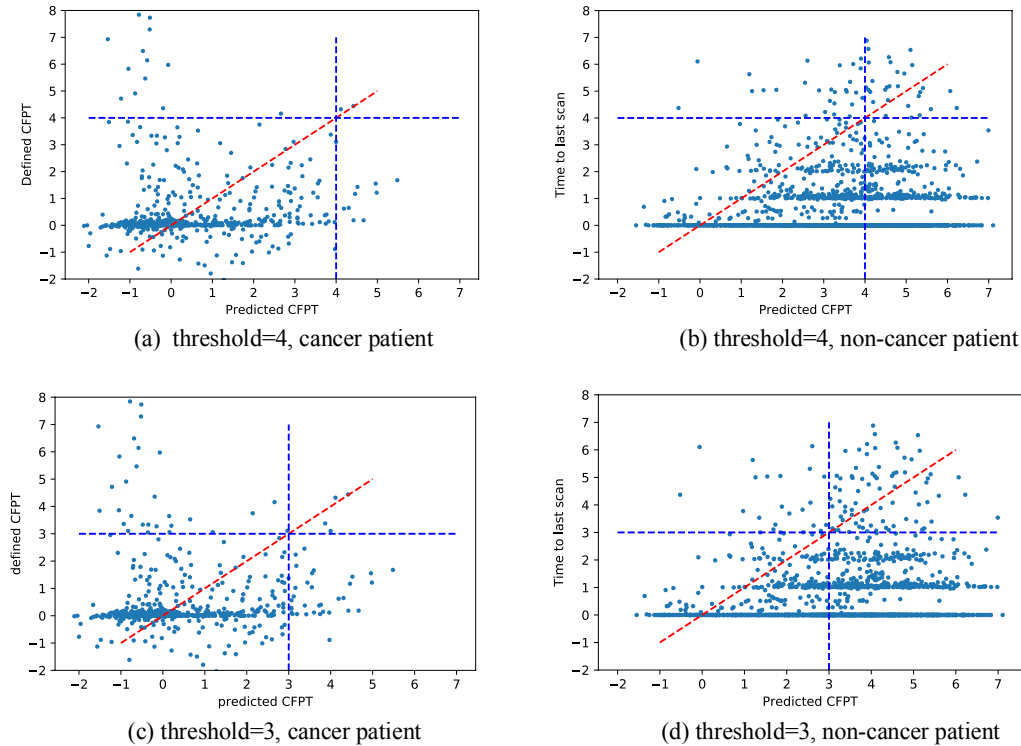 8
7
6
5
4
3
2
1
0
−1
−2
Defined CFPT
−2 −1 0 1 2 3 4 5 6 7
Predicted CFPT
(a) threshold=4, cancer patient
8
7
6
5
4
3
2
1
0
−1
−2
Time to last scan
−2 −1 0 1 2 3 4 5 6 7
Predicted CFPT
(b) threshold=4, non-cancer patient
8
7
6
5
4
3
2
1
0
−1
−2
defined CFPT
−2 −1 0 1 2 3 4 5 6 7
predicted CFPT
(c) threshold=3, cancer patient
8
7
6
5
4
3
2
1
0
−1
−2
Time to last scan
−2 −1 0 1 2 3 4 5 6 7
Predicted CFPT
(d) threshold=3, non-cancer patient